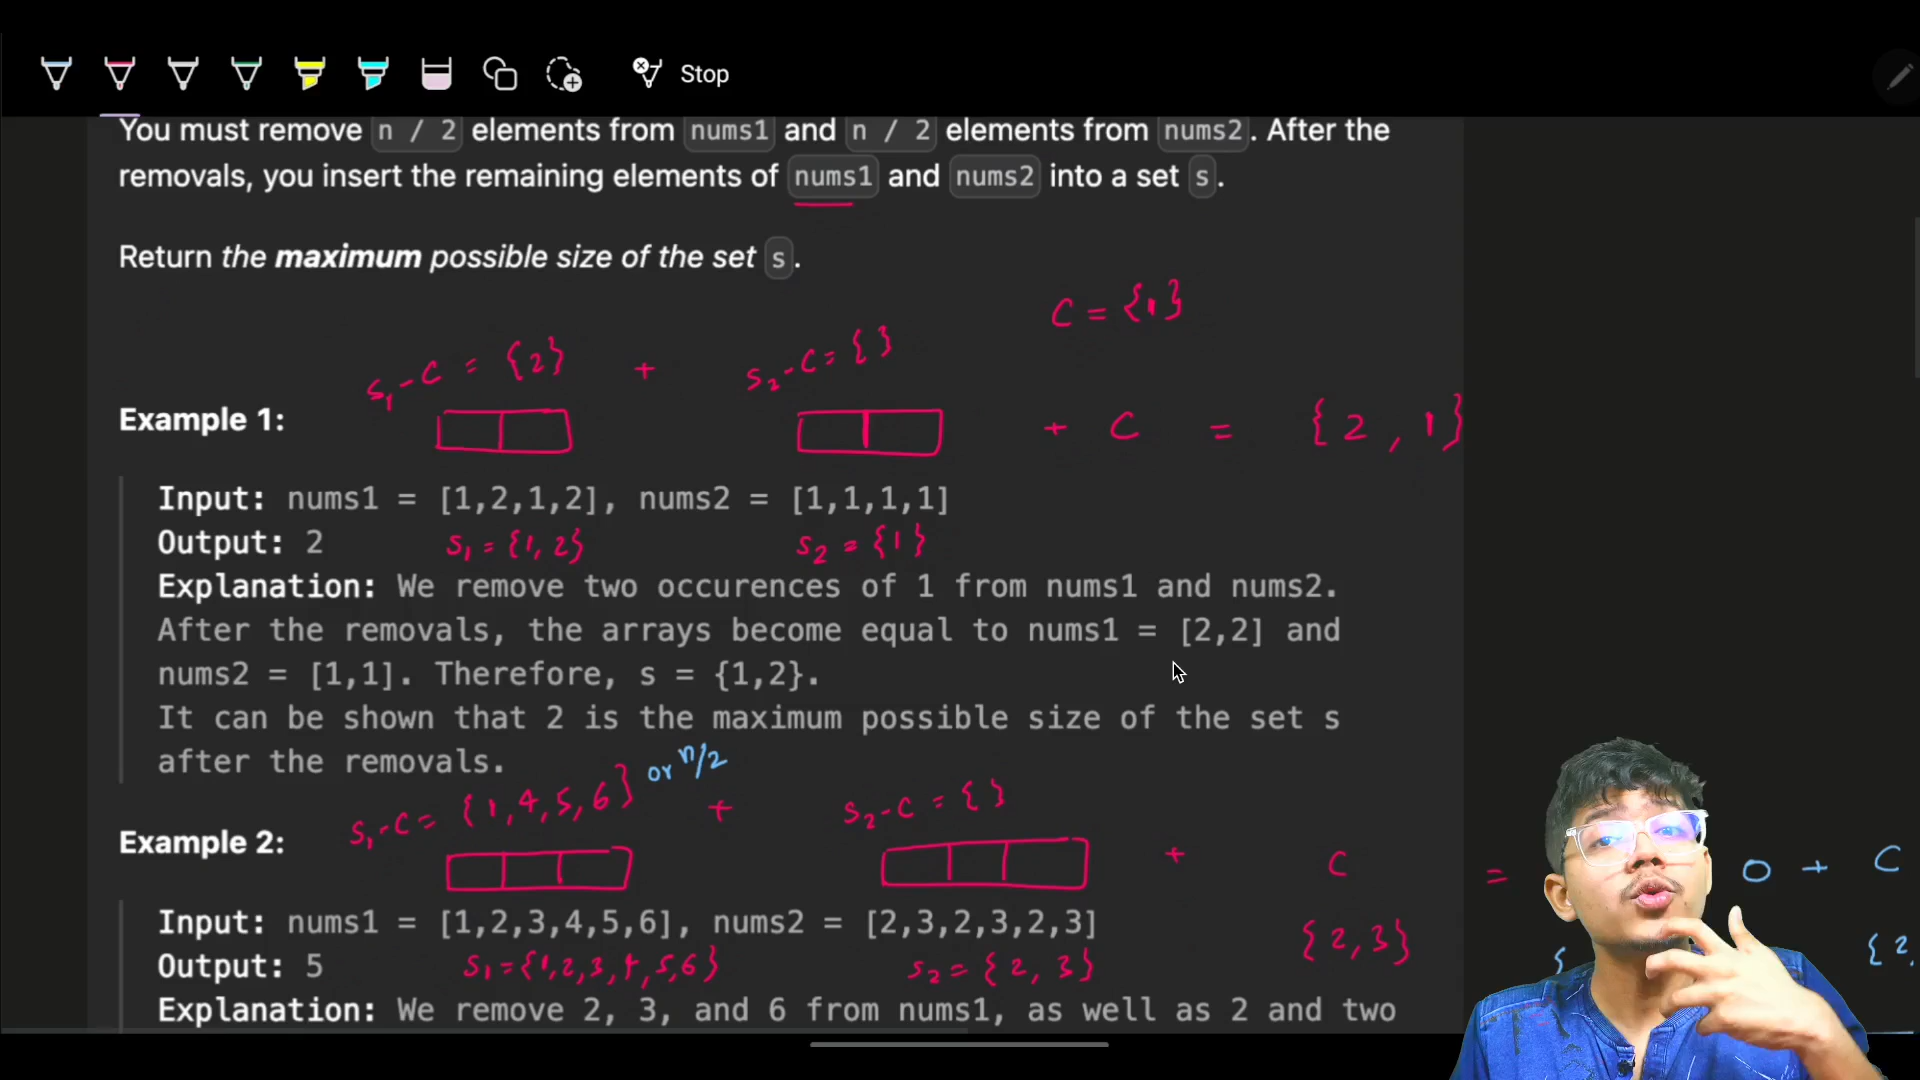 Stop
You must remove n / 2 elements from nums1 and n / 2 elements from nums2. After the
removals, you insert the remaining elements of nums1 and nums2 into a set s.
Return the maximum possible size of the set s.
C = {1}
S1 - C = {2} + S2 - C = { }
Example 1:
+ C = {2, 1}
Input: nums1 = [1,2,1,2], nums2 = [1,1,1,1]
Output: 2
S1 = {1, 2} S2 = {1}
Explanation: We remove two occurences of 1 from nums1 and nums2.
After the removals, the arrays become equal to nums1 = [2,2] and
nums2 = [1,1]. Therefore, s = {1,2}.
It can be shown that 2 is the maximum possible size of the set s
after the removals.
or n/2
S1 - C = {1, 4, 5, 6} + S2 - C = { }
Example 2:
+ C = O + C
Input: nums1 = [1,2,3,4,5,6], nums2 = [2,3,2,3,2,3]
{2, 3} { {2,
Output: 5
S1 = {1,2,3,4,5,6} S2 = {2, 3}
Explanation: We remove 2, 3, and 6 from nums1, as well as 2 and two